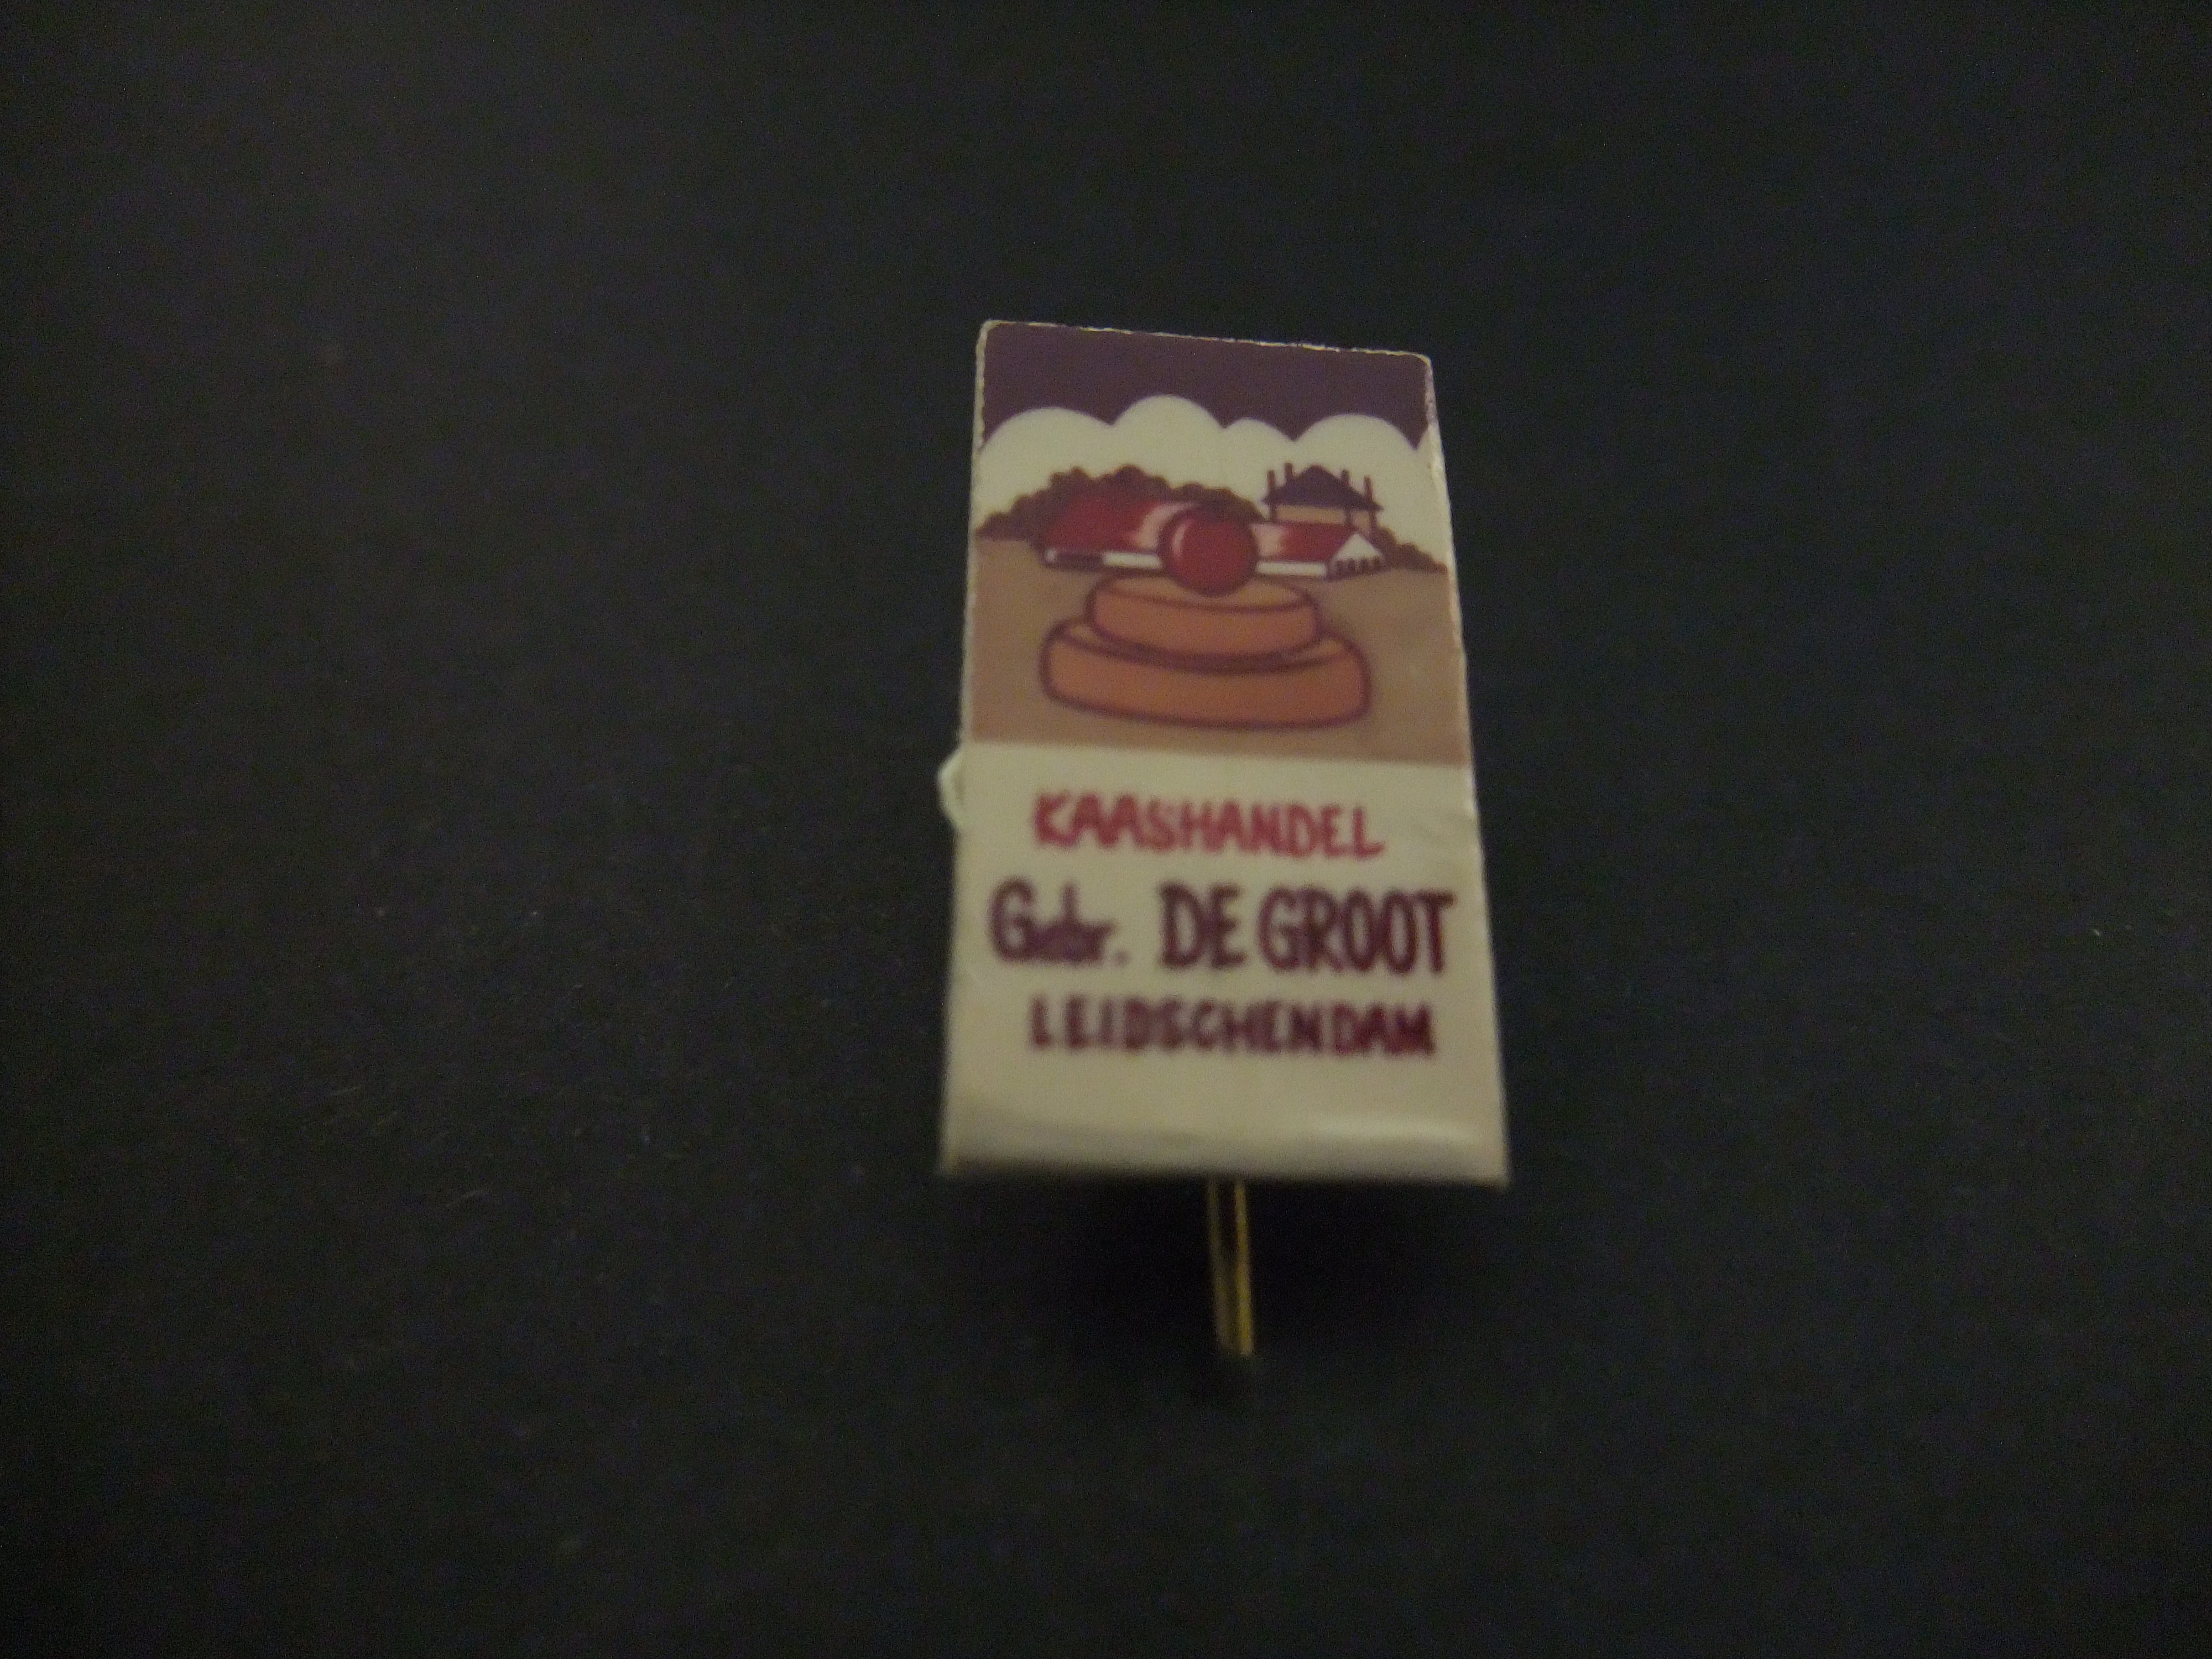 KAASHANDEL
Gebr. DE GROOT
LEIDSCHENDAM